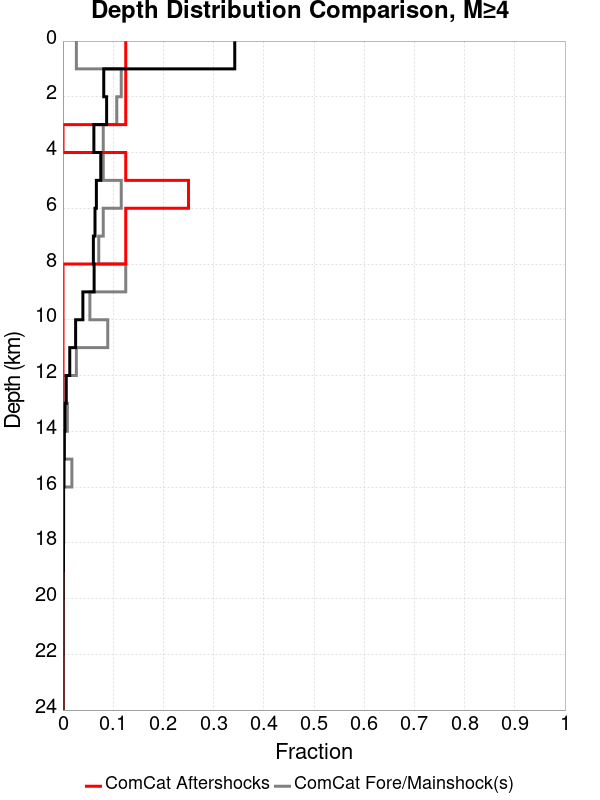 Depth Distribution Comparison, M≥4
0
2
4
6
8
10
12
14
16
18
20
22
24
Depth (km)
0 0.1 0.2 0.3 0.4 0.5 0.6 0.7 0.8 0.9 1
Fraction
ComCat Aftershocks ComCat Fore/Mainshock(s)